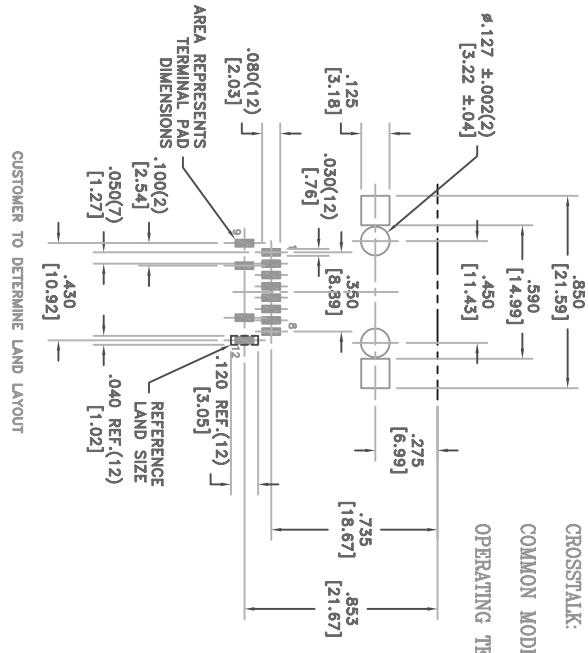 .850
[21.59]
.590
[14.99]
.450
[11.43]
ø.127 ±.002(2)
[3.22 ±.04]
.125
[3.18]
.275
[6.99]
.030(12)
[.76]
.350
[8.89]
.080(12)
[2.03]
.735
[18.67]
.853
[21.67]
AREA REPRESENTS
TERMINAL PAD
DIMENSIONS
1
8
9
12
.100(2)
[2.54]
.050(7)
[1.27]
.430
[10.92]
.120 REF.(12)
[3.05]
REFERENCE
LAND SIZE
.040 REF.(12)
[1.02]
CUSTOMER TO DETERMINE LAND LAYOUT
CROSSTALK:
COMMON MOD
OPERATING TE